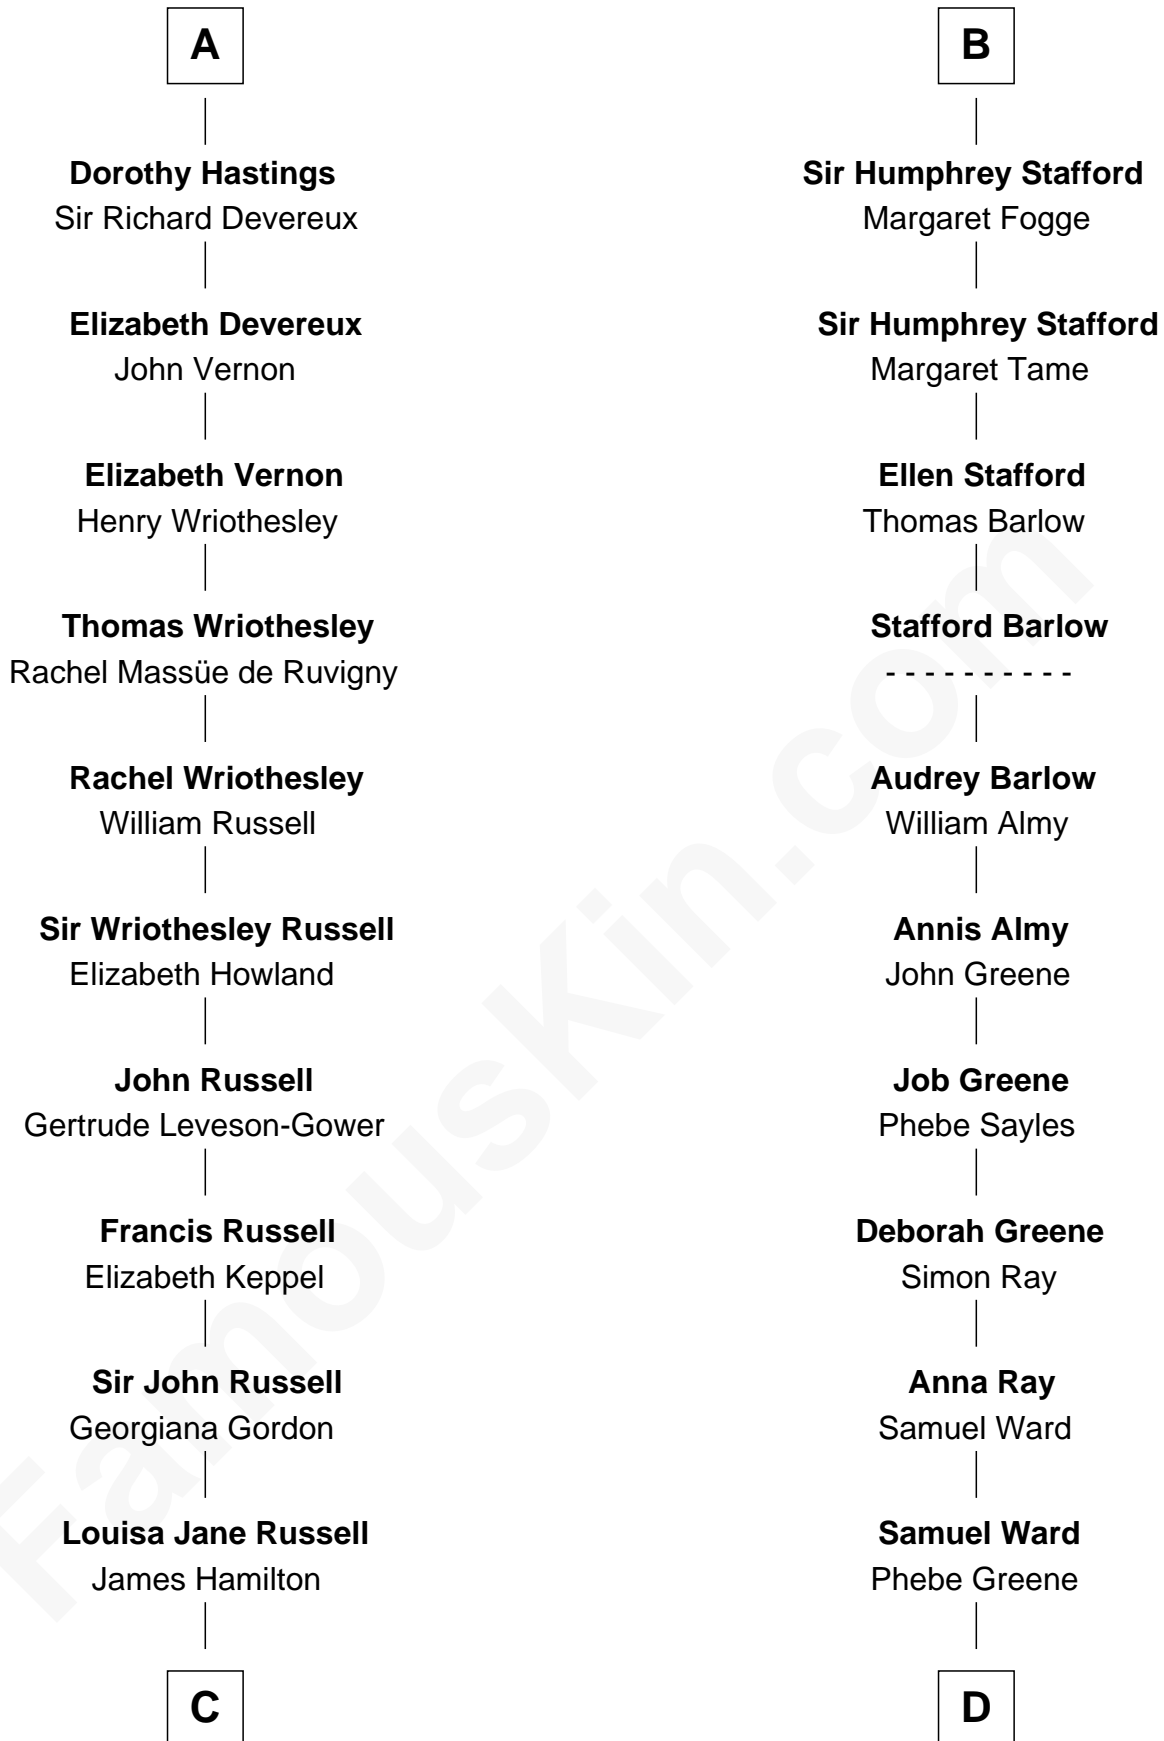 A
Dorothy Hastings
Sir Richard Devereux
Elizabeth Devereux
John Vernon
Elizabeth Vernon
Henry Wriothesley
Thomas Wriothesley
Rachel Massüe de Ruvigny
Rachel Wriothesley
William Russell
Sir Wriothesley Russell
Elizabeth Howland
John Russell
Gertrude Leveson-Gower
Francis Russell
Elizabeth Keppel
Sir John Russell
Georgiana Gordon
Louisa Jane Russell
James Hamilton
C
B
Sir Humphrey Stafford
Margaret Fogge
Sir Humphrey Stafford
Margaret Tame
Ellen Stafford
Thomas Barlow
Stafford Barlow
- - - - - - - - - -
Audrey Barlow
William Almy
Annis Almy
John Greene
Job Greene
Phebe Sayles
Deborah Greene
Simon Ray
Anna Ray
Samuel Ward
Samuel Ward
Phebe Greene
D
FamousKin.com